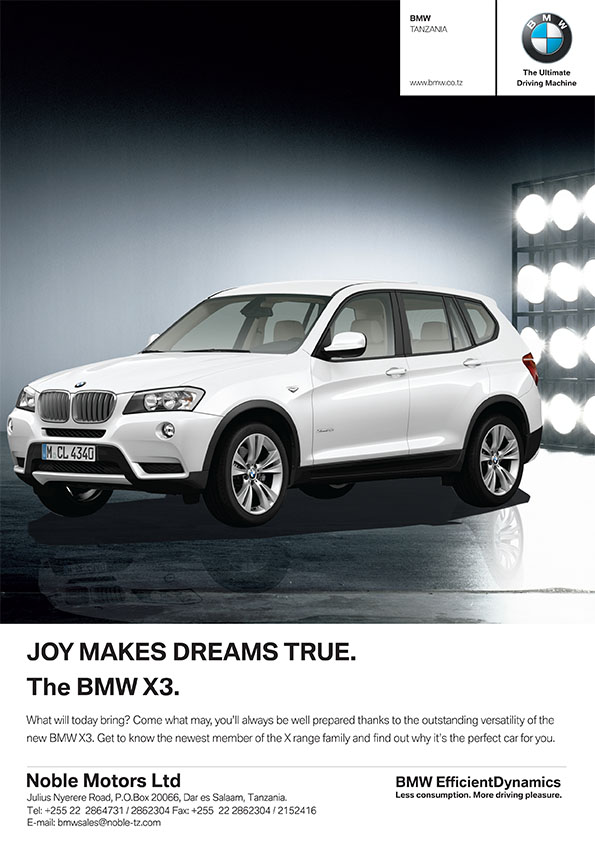 BMW
TANZANIA
www.bmw.co.tz
BMW
The Ultimate
Driving Machine
M CL 4340
JOY MAKES DREAMS TRUE.
The BMW X3.
What will today bring? Come what may, you'll always be well prepared thanks to the outstanding versatility of the
new BMW X3. Get to know the newest member of the X range family and find out why it's the perfect car for you.
Noble Motors Ltd
Julius Nyerere Road, P.O.Box 20066, Dar es Salaam, Tanzania.
Tel: +255 22 2864731 / 2862304 Fax: +255 22 2862304 / 2152416
E-mail: bmwsales@noble-tz.com
BMW EfficientDynamics
Less consumption. More driving pleasure.